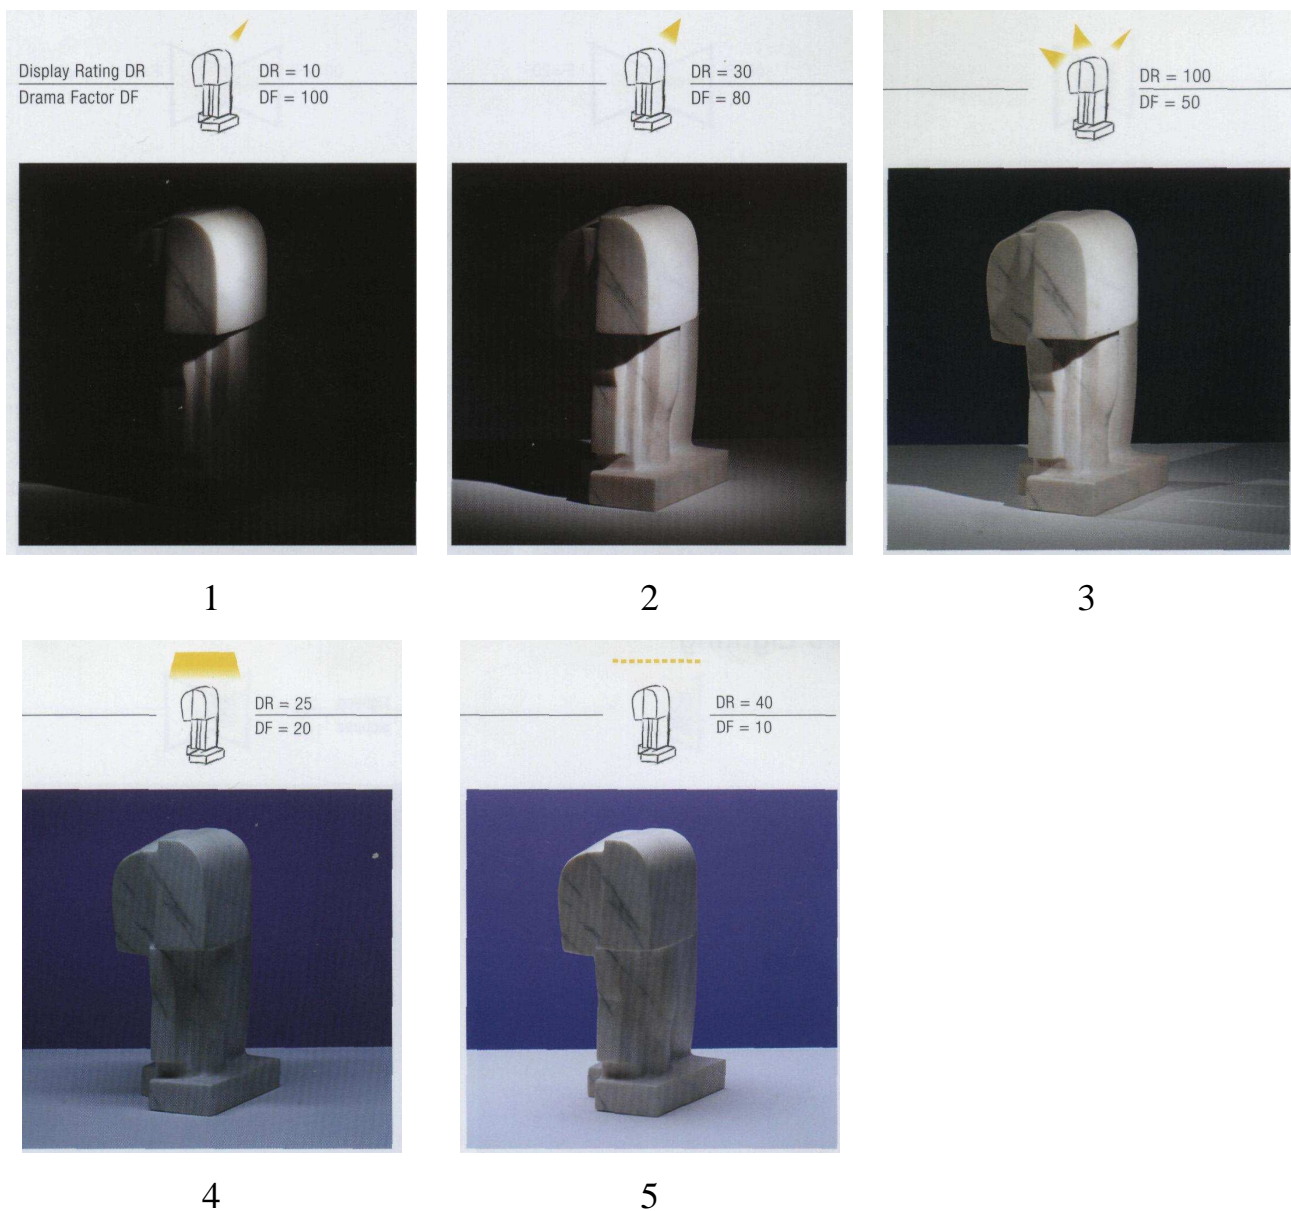 Display Rating DR
Drama Factor DF
DR = 10
DF = 100
DR = 30
DF = 80
DR = 100
DF = 50
1
2
3
DR = 25
DF = 20
DR = 40
DF = 10
4
5